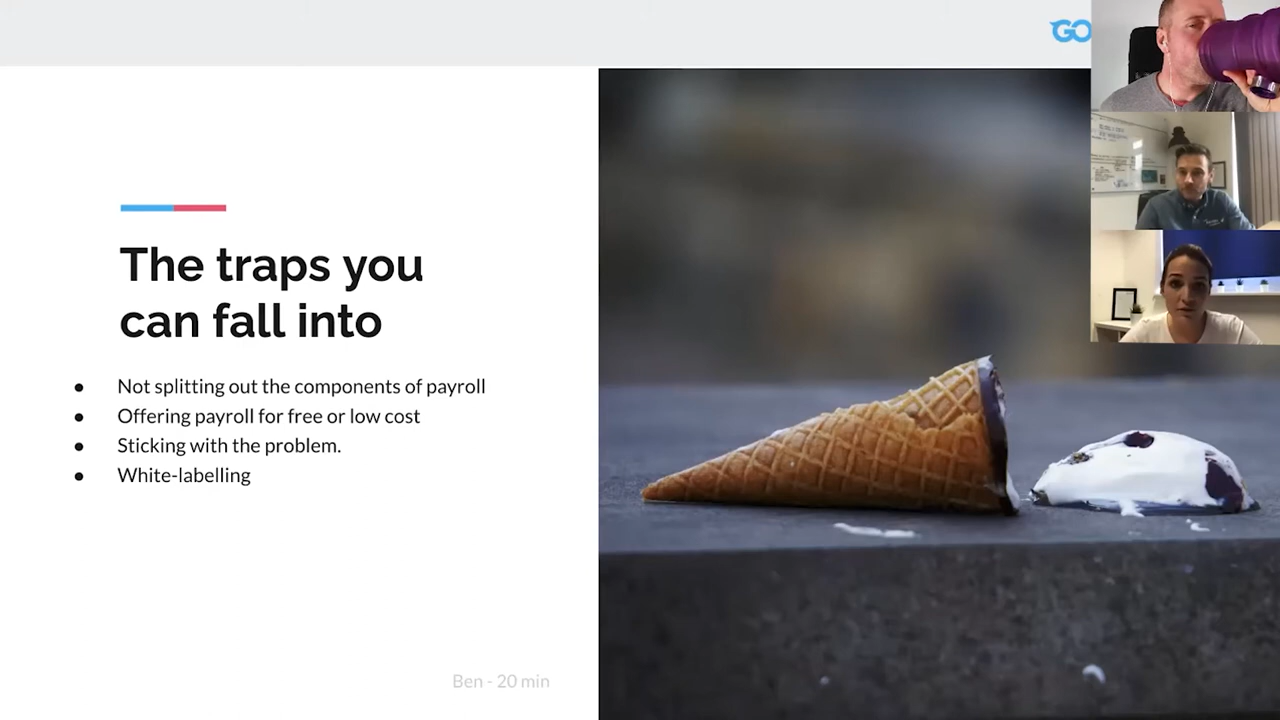 GO
The traps you
can fall into
● Not splitting out the components of payroll
● Offering payroll for free or low cost
● Sticking with the problem.
● White-labelling
Ben - 20 min